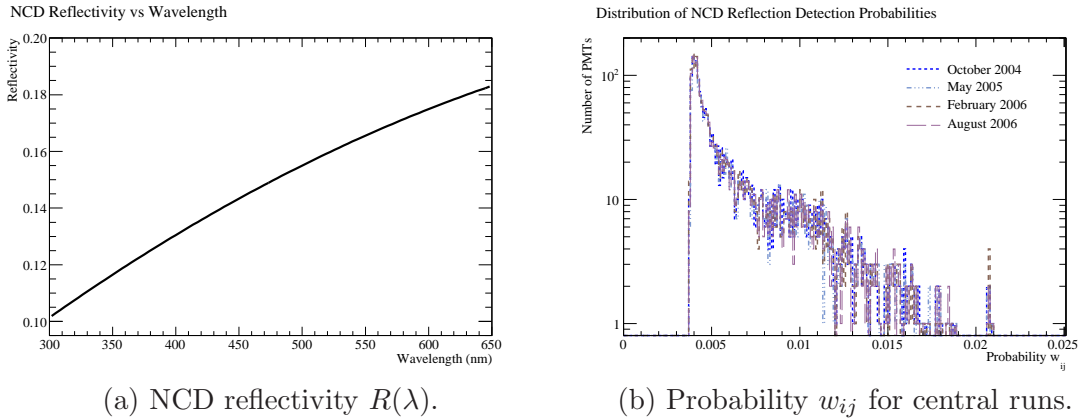 NCD Reflectivity vs Wavelength
Reflectivity
0.20
0.18
0.16
0.14
0.12
0.10
300 350 400 450 500 550 600 650
Wavelength (nm)
(a) NCD reflectivity R(λ).
Distribution of NCD Reflection Detection Probabilities
Number of PMTs
10²
10
1
October 2004
May 2005
February 2006
August 2006
0 0.005 0.01 0.015 0.02 0.025
Probability w_ij
(b) Probability w_ij for central runs.